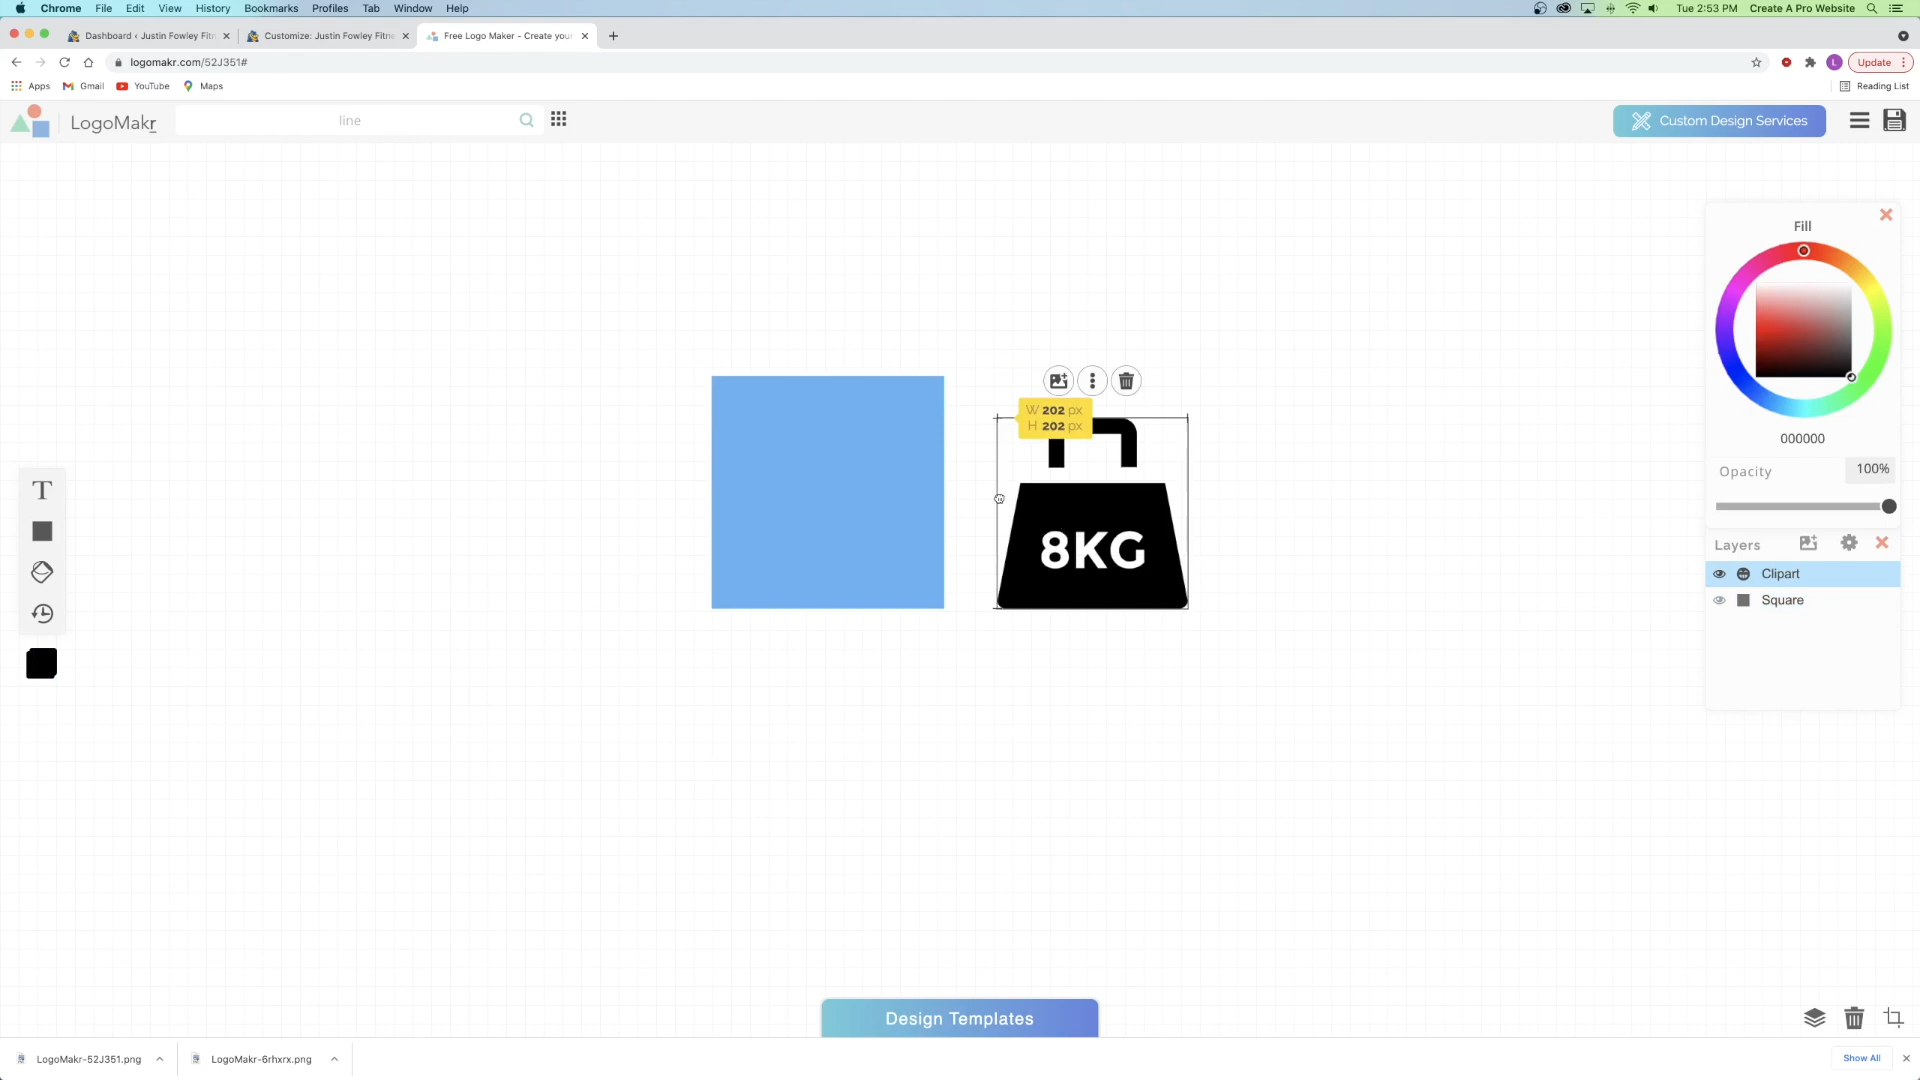 Chrome File Edit View History Bookmarks Profiles Tab Window Help Tue 2:53 PM Create A Pro Website
Dashboard ‹ Justin Fowley Fitn Customize: Justin Fowley Fitne Free Logo Maker - Create your
logomakr.com/52J351# L Update
Apps Gmail YouTube Maps Reading List
LogoMakr line Custom Design Services
Fill
W 202 px
H 202 px
000000
Opacity 100%
T
8KG
Layers
Clipart
Square
Design Templates
LogoMakr-52J351.png LogoMakr-6rhxrx.png Show All